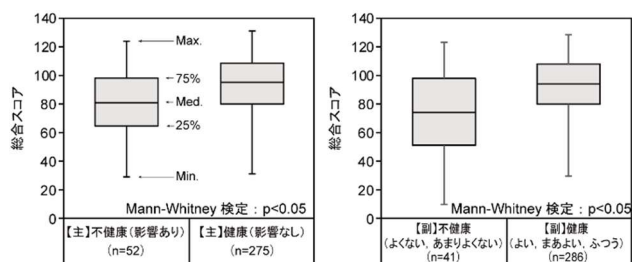 140
120
100
80
60
40
20
0
総合スコア
Max.
75%
Med.
25%
Min.
Mann-Whitney 検定：p<0.05
【主】不健康（影響あり）
（n=52）
【主】健康（影響なし）
（n=275）
140
120
100
80
60
40
20
0
総合スコア
Mann-Whitney 検定：p<0.05
【副】不健康
（よくない，あまりよくない）
（n=41）
【副】健康
（よい，まあよい，ふつう）
（n=286）